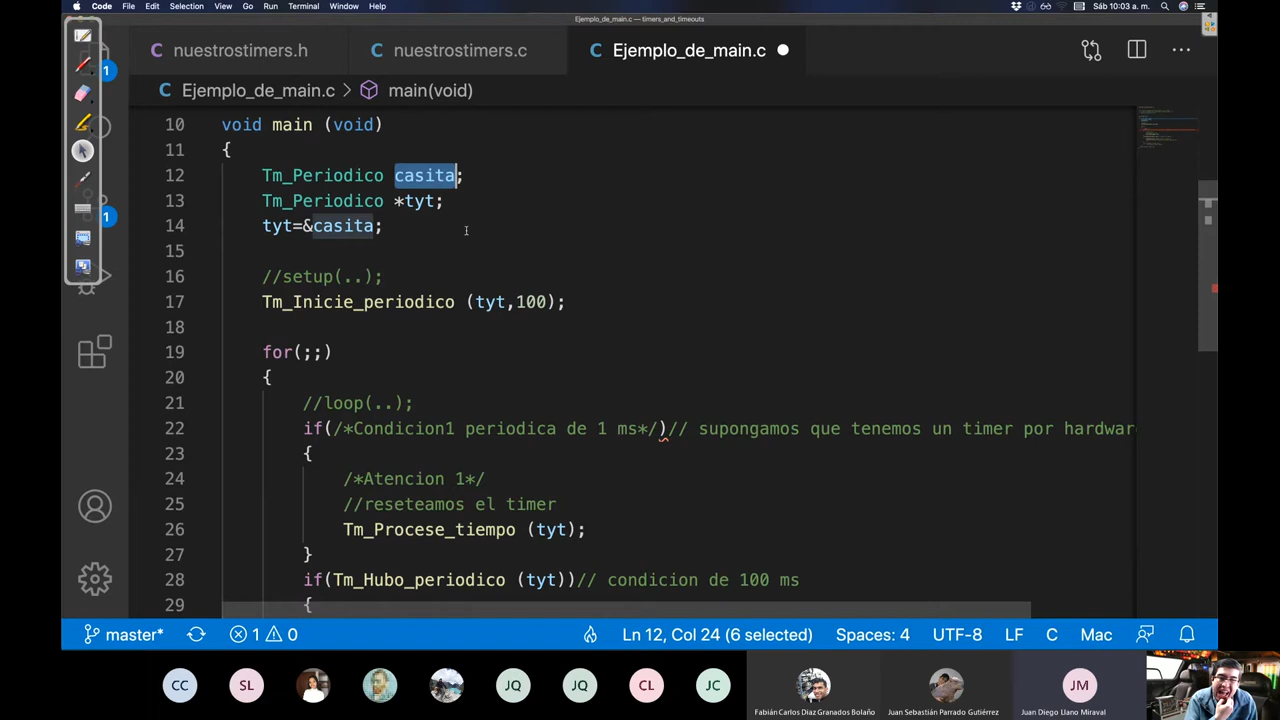 Code File Edit Selection View Go Run Terminal Window Help
Sáb 10:03 a. m.
Ejemplo_de_main.c — timers_and_timeouts
C nuestrostimers.h C nuestrostimers.c C Ejemplo_de_main.c
C Ejemplo_de_main.c > main(void)
10 void main (void)
11 {
12 Tm_Periodico casita;
13 Tm_Periodico *tyt;
14 tyt=&casita;
15
16 //setup(..);
17 Tm_Inicie_periodico (tyt,100);
18
19 for(;;)
20 {
21 //loop(..);
22 if(/*Condicion1 periodica de 1 ms*/)// supongamos que tenemos un timer por hardwar
23 {
24 /*Atencion 1*/
25 //reseteamos el timer
26 Tm_Procese_tiempo (tyt);
27 }
28 if(Tm_Hubo_periodico (tyt))// condicion de 100 ms
29 {
1
1
master* 1 0 Ln 12, Col 24 (6 selected) Spaces: 4 UTF-8 LF C Mac
CC SL JQ JQ CL JC JM
Fabián Carlos Diaz Granados Bolaño Juan Sebastián Parrado Gutiérrez Juan Diego Llano Miraval